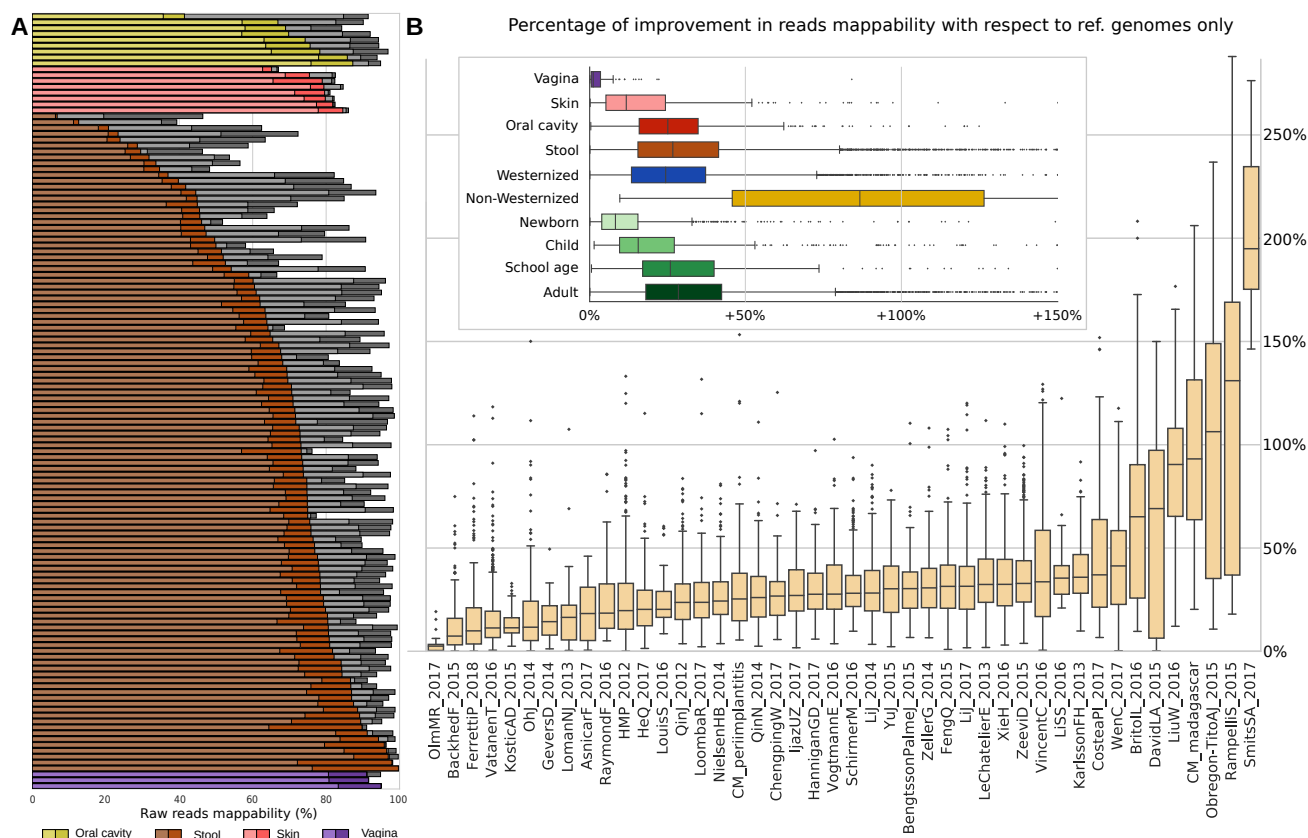 A
B
Percentage of improvement in reads mappability with respect to ref. genomes only
Vagina
Skin
Oral cavity
Stool
Westernized
Non-Westernized
Newborn
Child
School age
Adult
0%
+50%
+100%
+150%
250%
200%
150%
100%
50%
0%
0
20
40
60
80
100
Raw reads mappability (%)
Oral cavity
Stool
Skin
Vagina
OlmMR_2017
BackhedF_2015
FerrettiP_2018
VatanenT_2016
KosticAD_2015
OhJ_2014
GeversD_2014
LomanNJ_2013
AsnicarF_2017
RaymondF_2016
HMP_2012
HeQ_2017
LouisS_2016
QinJ_2012
LoombaR_2017
NielsenHB_2014
CM_periimplantitis
QinN_2014
ChengpingW_2017
IjazUZ_2017
HanniganGD_2017
VogtmannE_2016
SchirmerM_2016
LiJ_2014
YuJ_2015
BengtssonPalmeJ_2015
ZellerG_2014
FengQ_2015
LiJ_2017
LeChatelierE_2013
XieH_2016
ZeeviD_2015
VincentC_2016
LiSS_2016
KarlssonFH_2013
CosteaPI_2017
WenC_2017
BritoIL_2016
DavidLA_2015
LiuW_2016
CM_madagascar
Obregon-TitoAJ_2015
RampelliS_2015
SmitsSA_2017